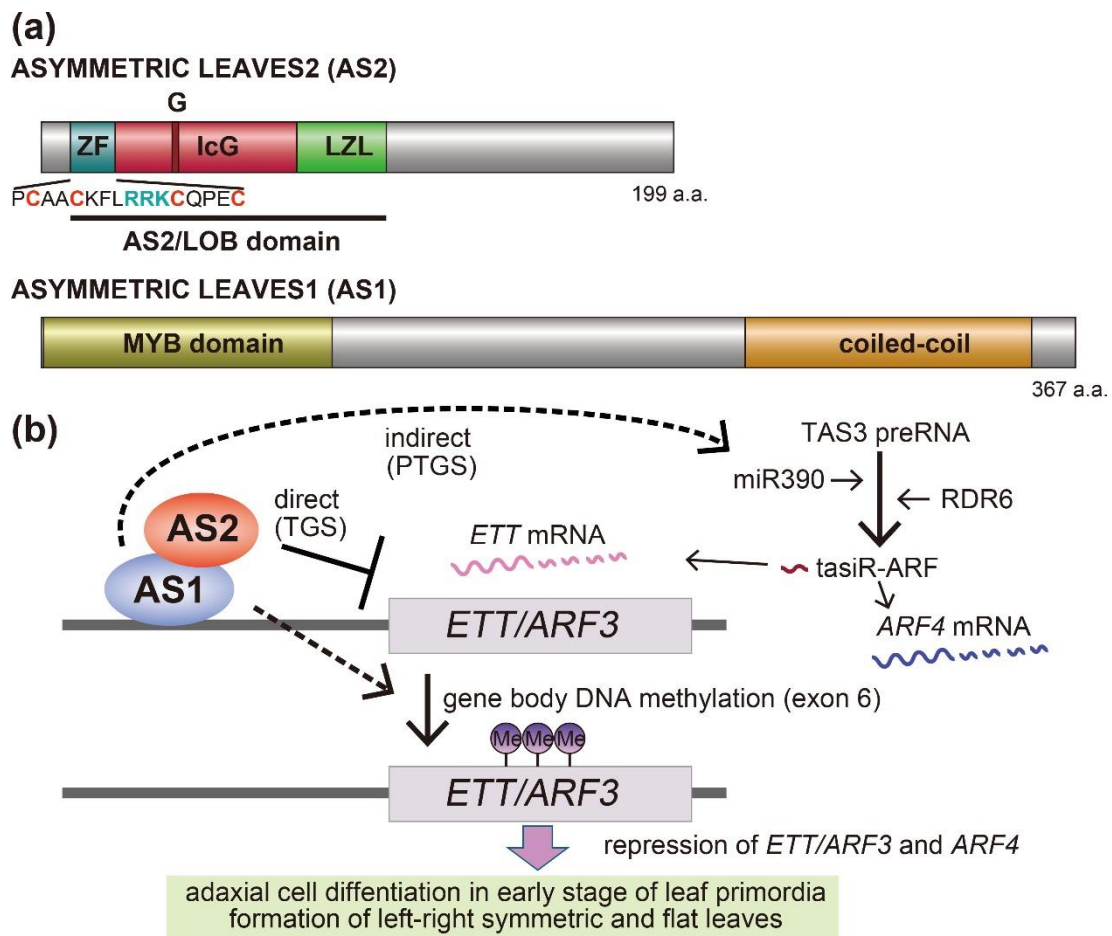 (a)
ASYMMETRIC LEAVES2 (AS2)
G
ZF
IcG
LZL
PCAACKFLRRKCQPEC
199 a.a.
AS2/LOB domain
ASYMMETRIC LEAVES1 (AS1)
MYB domain
coiled-coil
367 a.a.
(b)
indirect
(PTGS)
TAS3 preRNA
miR390
RDR6
direct
(TGS)
AS2
AS1
ETT mRNA
tasiR-ARF
ETT/ARF3
ARF4 mRNA
gene body DNA methylation (exon 6)
Me Me Me
ETT/ARF3
repression of ETT/ARF3 and ARF4
adaxial cell diffentiation in early stage of leaf primordia
formation of left-right symmetric and flat leaves